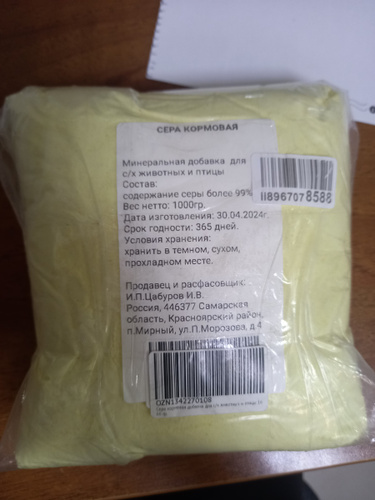 СЕРА КОРМОВАЯ
Минеральная добавка для
с/х животных и птицы
Состав:
содержание серы более 99%
Вес нетто: 1000гр.
Дата изготовления: 30.04.2024г.
Срок годности: 365 дней.
Условия хранения:
хранить в темном, сухом,
прохладном месте.
ii8967078588
Продавец и расфасовщик:
И.П.Цабуров И.В.
Россия, 446377 Самарская
область, Красноярский район,
п.Мирный, ул.П.Морозова, д.4
OZN1342270108